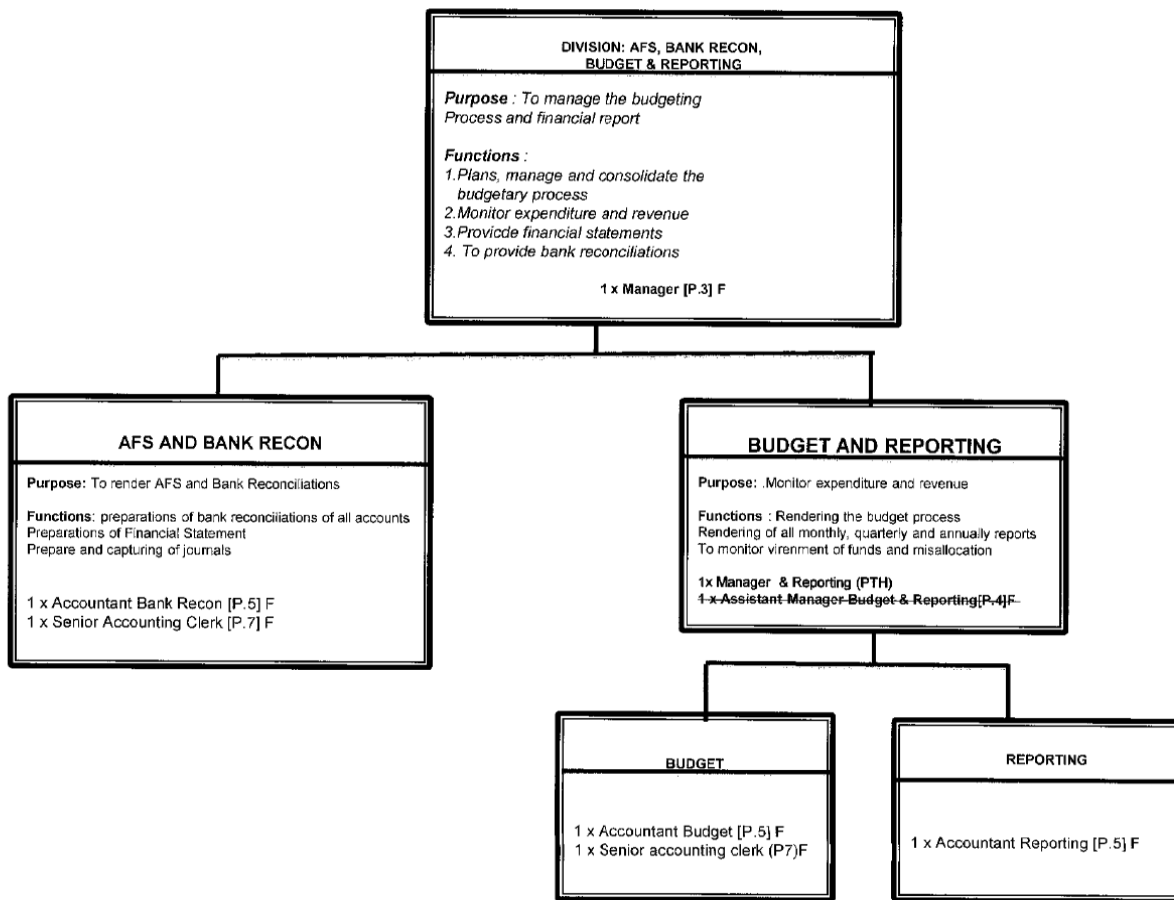 DIVISION: AFS, BANK RECON,
BUDGET & REPORTING
Purpose : To manage the budgeting
Process and financial report
Functions :
1.Plans, manage and consolidate the
budgetary process
2.Monitor expenditure and revenue
3.Provicde financial statements
4. To provide bank reconciliations
1 x Manager [P.3] F
AFS AND BANK RECON
Purpose: To render AFS and Bank Reconciliations
Functions: preparations of bank reconciliations of all accounts
Preparations of Financial Statement
Prepare and capturing of journals
1 x Accountant Bank Recon [P.5] F
1 x Senior Accounting Clerk [P.7] F
BUDGET AND REPORTING
Purpose: .Monitor expenditure and revenue
Functions : Rendering the budget process
Rendering of all monthly, quarterly and annually reports
To monitor virenment of funds and misallocation
1x Manager & Reporting (PTH)
1 x Assistant Manager Budget & Reporting[P.4]F
BUDGET
1 x Accountant Budget [P.5] F
1 x Senior accounting clerk (P7)F
REPORTING
1 x Accountant Reporting [P.5] F